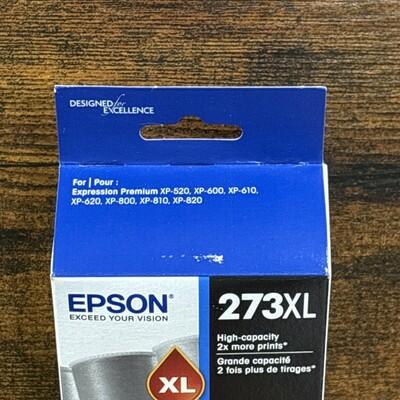 DESIGNED for
EXCELLENCE
For | Pour :
Expression Premium XP-520, XP-600, XP-610,
XP-620, XP-800, XP-810, XP-820
EPSON®
EXCEED YOUR VISION
273XL
High-capacity
2x more prints*
Grande capacité
2 fois plus de tirages*
XL